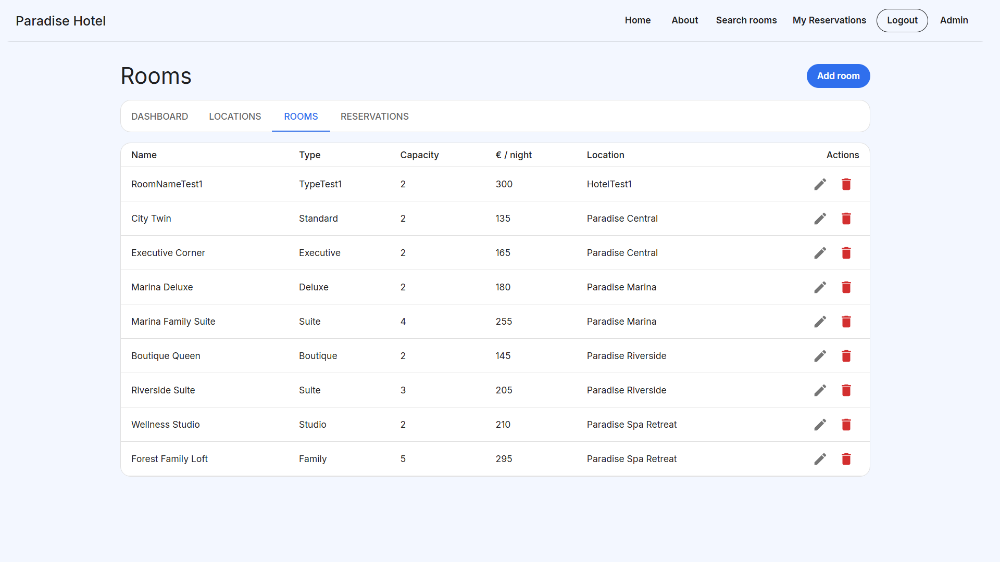 Paradise Hotel
Home About Search rooms My Reservations Logout Admin
Rooms
Add room
DASHBOARD LOCATIONS ROOMS RESERVATIONS
Name Type Capacity € / night Location Actions
RoomNameTest1 TypeTest1 2 300 HotelTest1
City Twin Standard 2 135 Paradise Central
Executive Corner Executive 2 165 Paradise Central
Marina Deluxe Deluxe 2 180 Paradise Marina
Marina Family Suite Suite 4 255 Paradise Marina
Boutique Queen Boutique 2 145 Paradise Riverside
Riverside Suite Suite 3 205 Paradise Riverside
Wellness Studio Studio 2 210 Paradise Spa Retreat
Forest Family Loft Family 5 295 Paradise Spa Retreat